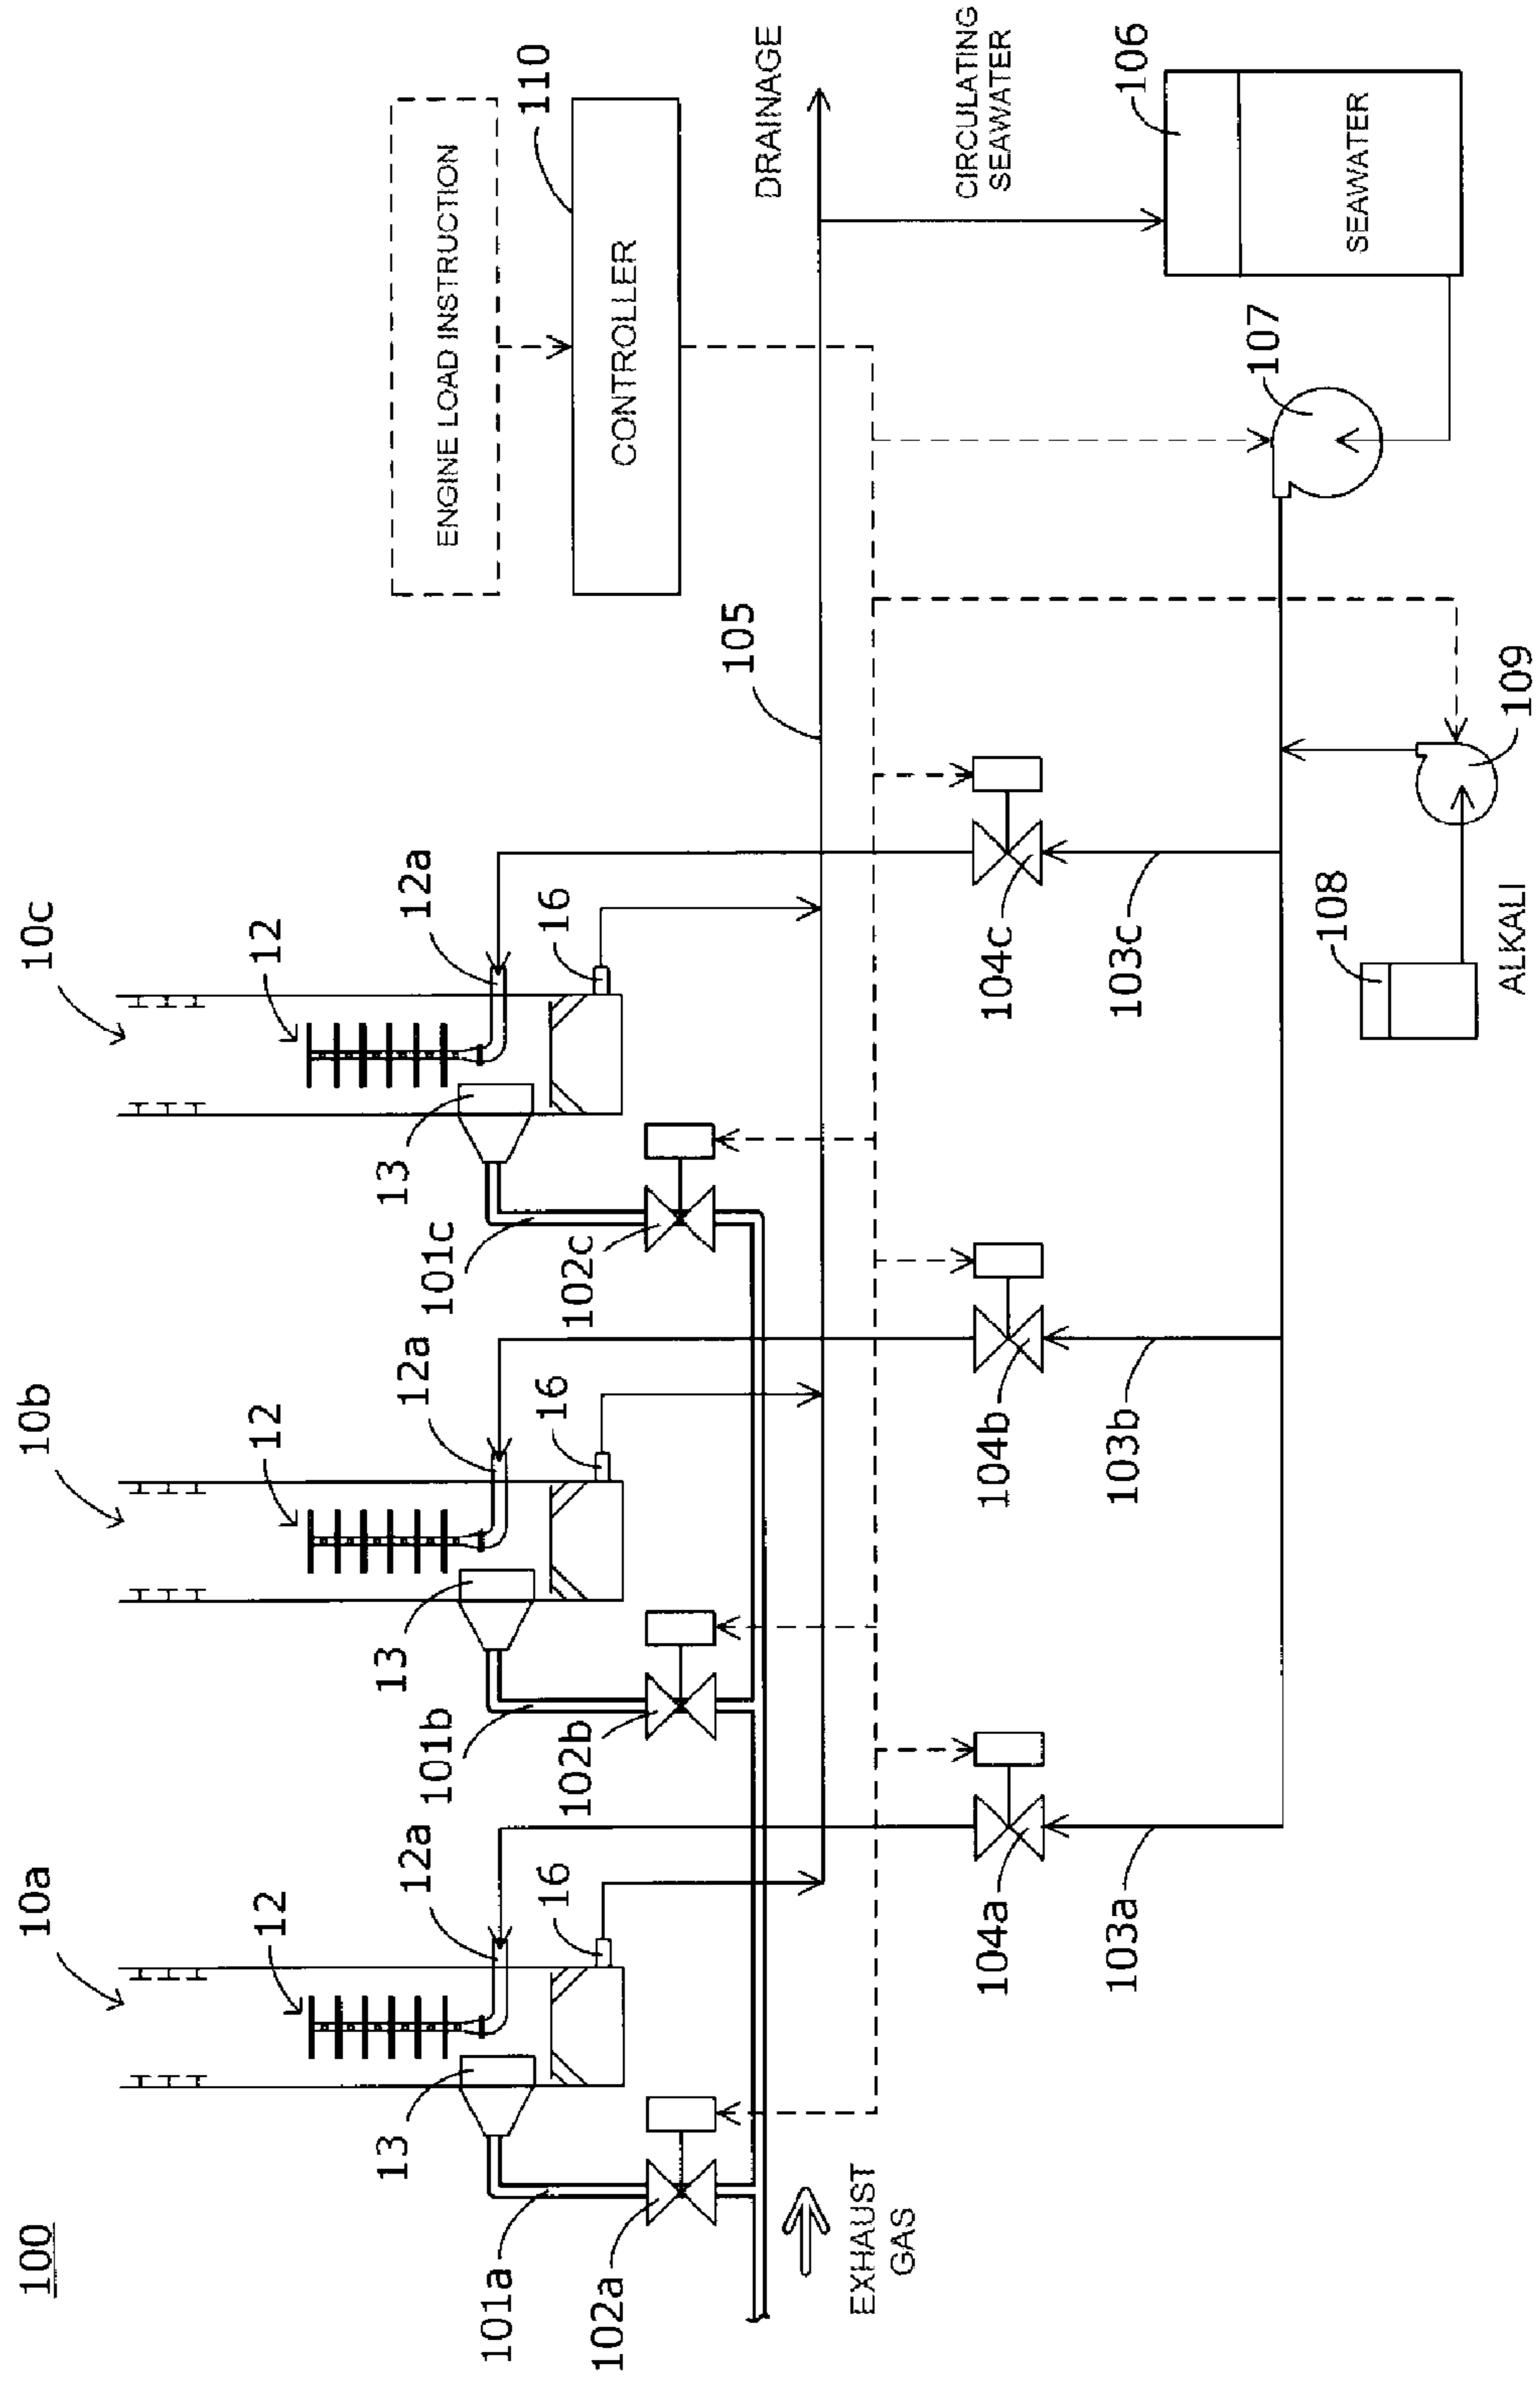 100
10a
10b
10c
12
12
12
12a
12a
12a
13
13
13
16
16
16
101a
101b
101c
102a
102b
102c
EXHAUST
GAS
ENGINE LOAD INSTRUCTION
110
CONTROLLER
105
DRAINAGE
CIRCULATING
SEAWATER
104a
104b
104c
103a
103b
103c
106
SEAWATER
107
108
109
ALKALI